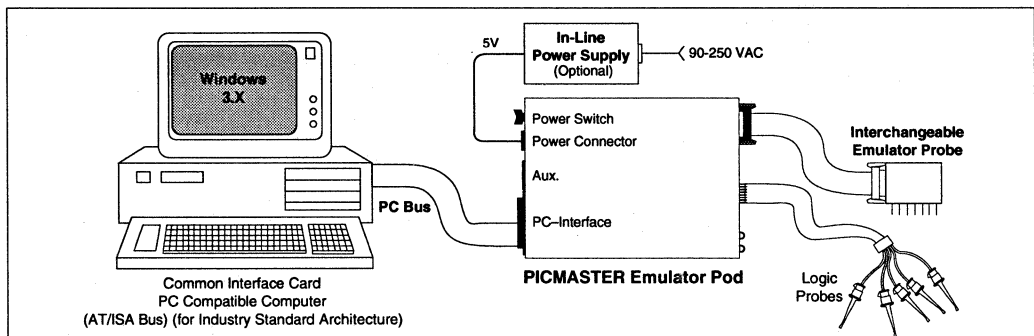 Windows
3.X
PC Bus
Common Interface Card
PC Compatible Computer
(AT/ISA Bus) (for Industry Standard Architecture)
5V
In-Line
Power Supply
(Optional)
90-250 VAC
Power Switch
Power Connector
Aux.
PC–Interface
PICMASTER Emulator Pod
Interchangeable
Emulator Probe
Logic
Probes